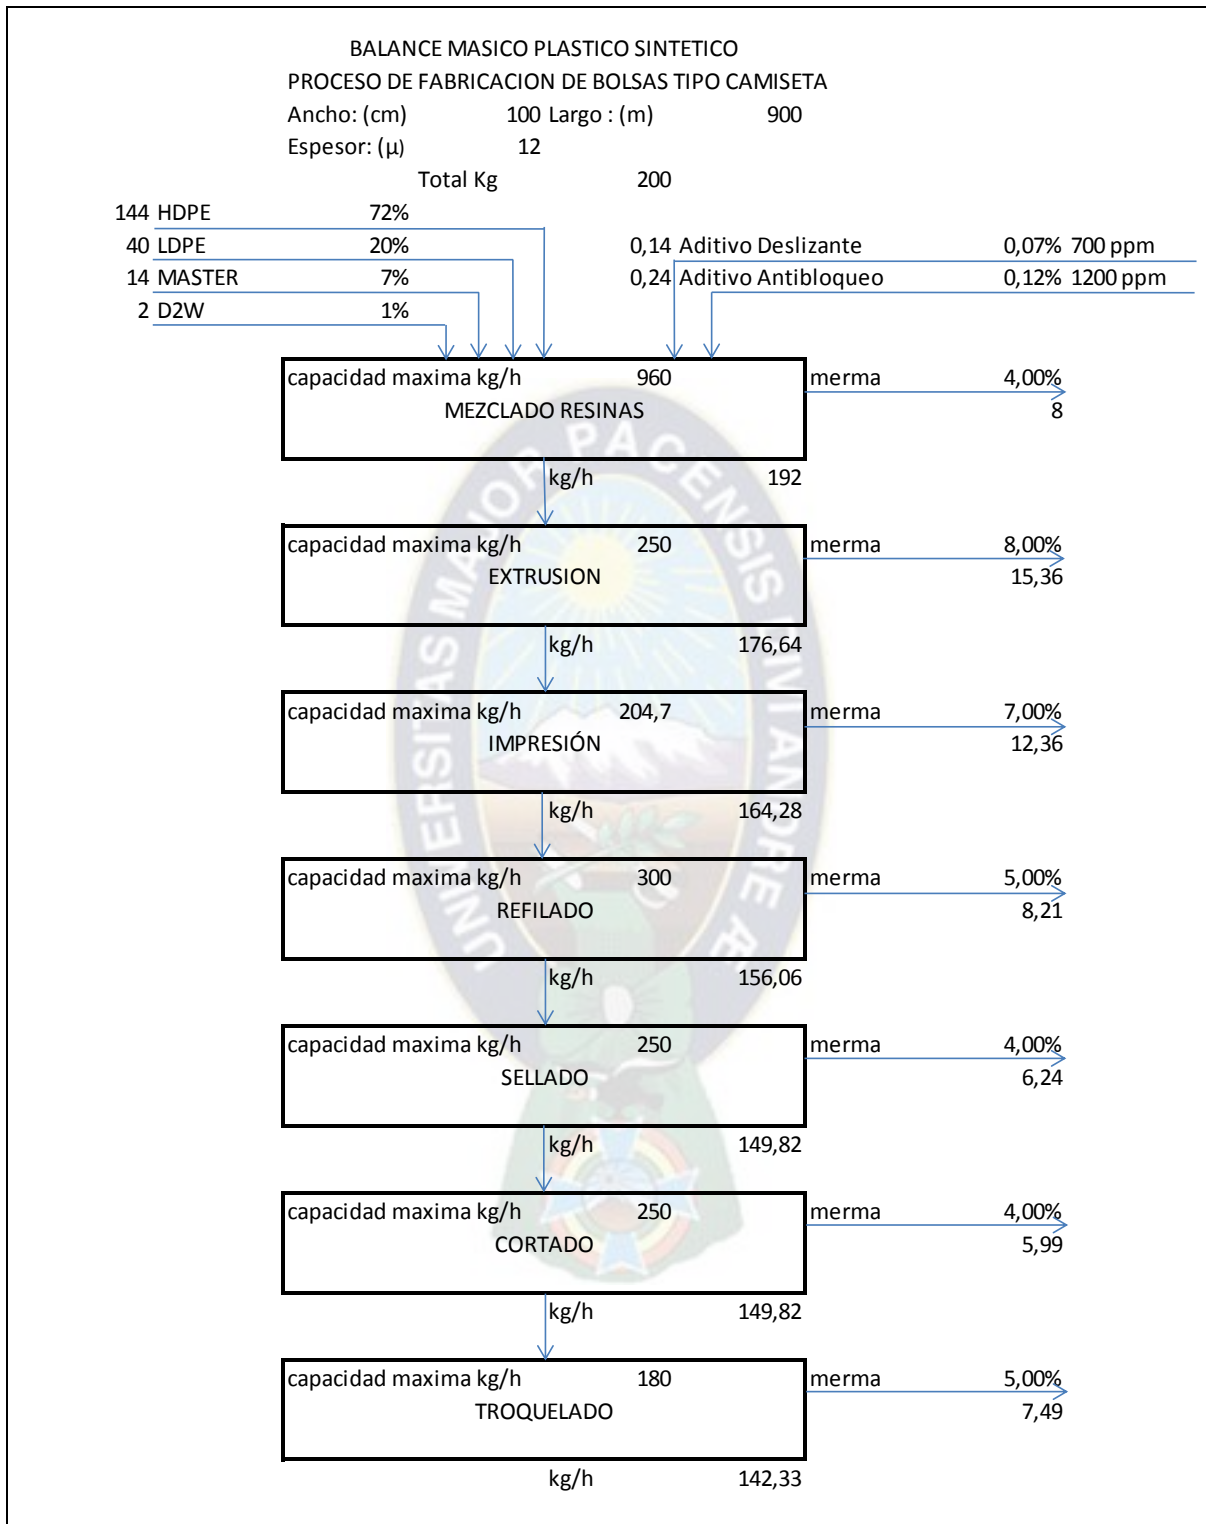 BALANCE MASICO PLASTICO SINTETICO
PROCESO DE FABRICACION DE BOLSAS TIPO CAMISETA
Ancho: (cm) 100 Largo : (m) 900
Espesor: (µ) 12
Total Kg 200
144 HDPE 72%
40 LDPE 20% 0,14 Aditivo Deslizante 0,07% 700 ppm
14 MASTER 7% 0,24 Aditivo Antibloqueo 0,12% 1200 ppm
2 D2W 1%
capacidad maxima kg/h 960 merma 4,00%
MEZCLADO RESINAS 8
kg/h 192
capacidad maxima kg/h 250 merma 8,00%
EXTRUSION 15,36
kg/h 176,64
capacidad maxima kg/h 204,7 merma 7,00%
IMPRESIÓN 12,36
kg/h 164,28
capacidad maxima kg/h 300 merma 5,00%
REFILADO 8,21
kg/h 156,06
capacidad maxima kg/h 250 merma 4,00%
SELLADO 6,24
kg/h 149,82
capacidad maxima kg/h 250 merma 4,00%
CORTADO 5,99
kg/h 149,82
capacidad maxima kg/h 180 merma 5,00%
TROQUELADO 7,49
kg/h 142,33
UNIVERSITAS MAJOR PACENSIS DIVI ANDRE Æ